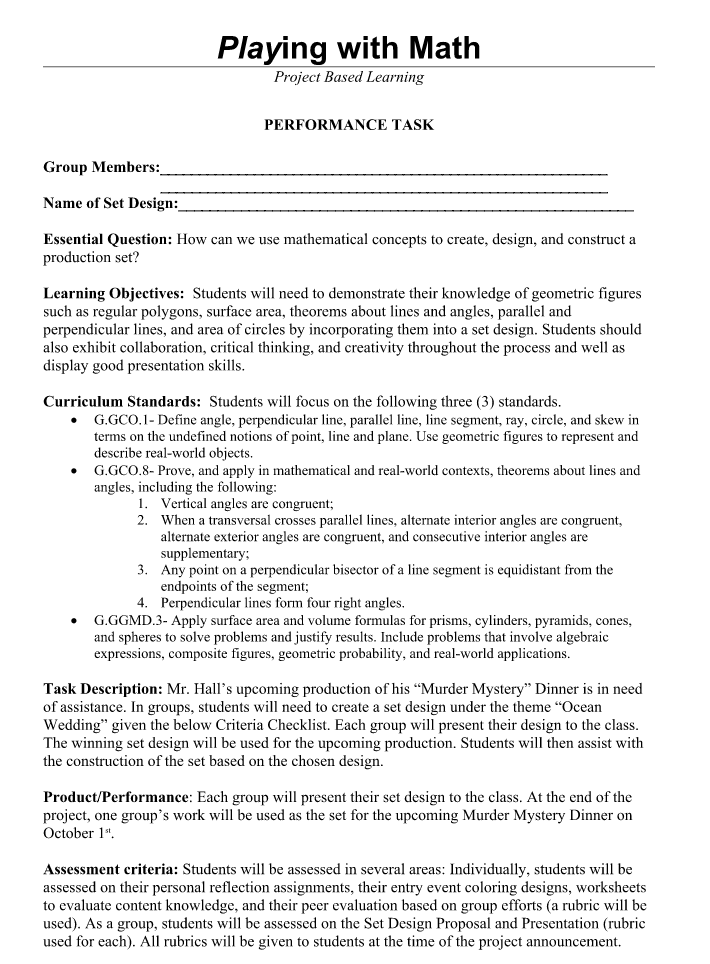 Playing with Math
Project Based Learning
PERFORMANCE TASK
Group Members:
Name of Set Design:
Essential Question: How can we use mathematical concepts to create, design, and construct a
production set?
Learning Objectives: Students will need to demonstrate their knowledge of geometric figures
such as regular polygons, surface area, theorems about lines and angles, parallel and
perpendicular lines, and area of circles by incorporating them into a set design. Students should
also exhibit collaboration, critical thinking, and creativity throughout the process and well as
display good presentation skills.
Curriculum Standards: Students will focus on the following three (3) standards.
• G.GCO.1- Define angle, perpendicular line, parallel line, line segment, ray, circle, and skew in
terms on the undefined notions of point, line and plane. Use geometric figures to represent and
describe real-world objects.
• G.GCO.8- Prove, and apply in mathematical and real-world contexts, theorems about lines and
angles, including the following:
1. Vertical angles are congruent;
2. When a transversal crosses parallel lines, alternate interior angles are congruent,
alternate exterior angles are congruent, and consecutive interior angles are
supplementary;
3. Any point on a perpendicular bisector of a line segment is equidistant from the
endpoints of the segment;
4. Perpendicular lines form four right angles.
• G.GGMD.3- Apply surface area and volume formulas for prisms, cylinders, pyramids, cones,
and spheres to solve problems and justify results. Include problems that involve algebraic
expressions, composite figures, geometric probability, and real-world applications.
Task Description: Mr. Hall’s upcoming production of his “Murder Mystery” Dinner is in need
of assistance. In groups, students will need to create a set design under the theme “Ocean
Wedding” given the below Criteria Checklist. Each group will present their design to the class.
The winning set design will be used for the upcoming production. Students will then assist with
the construction of the set based on the chosen design.
Product/Performance: Each group will present their set design to the class. At the end of the
project, one group’s work will be used as the set for the upcoming Murder Mystery Dinner on
October 1st.
Assessment criteria: Students will be assessed in several areas: Individually, students will be
assessed on their personal reflection assignments, their entry event coloring designs, worksheets
to evaluate content knowledge, and their peer evaluation based on group efforts (a rubric will be
used). As a group, students will be assessed on the Set Design Proposal and Presentation (rubric
used for each). All rubrics will be given to students at the time of the project announcement.